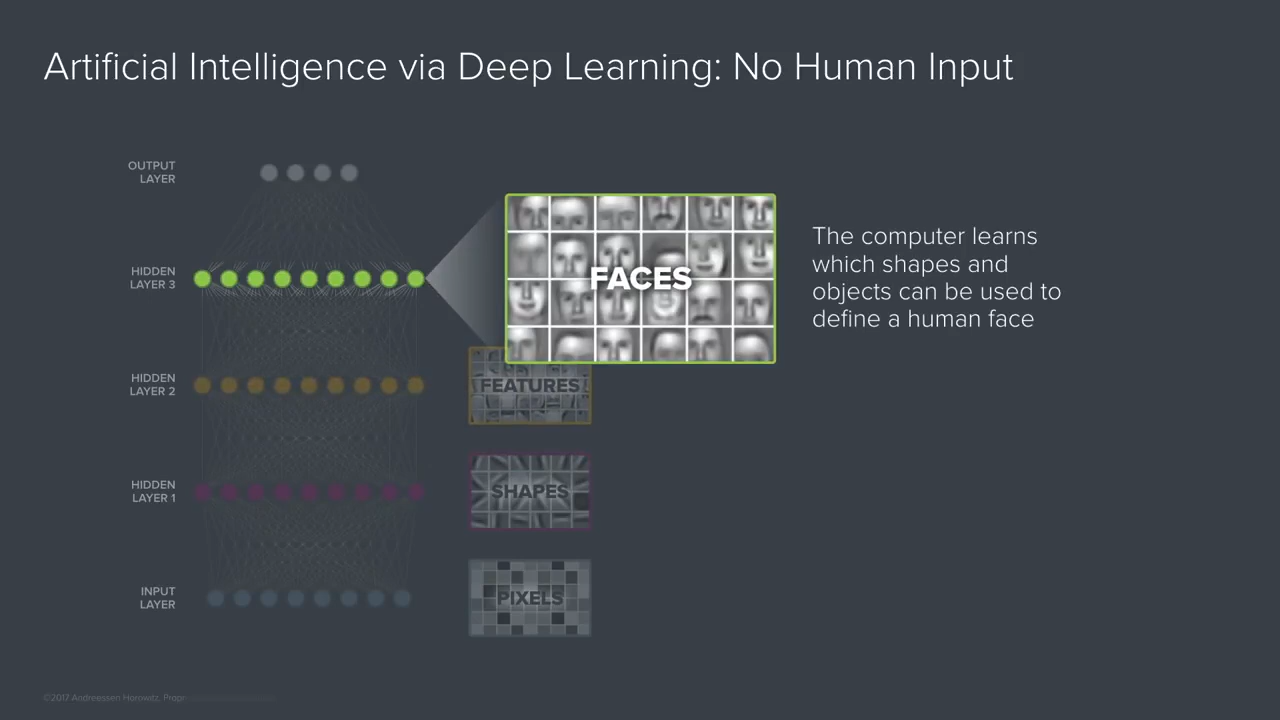 Artificial Intelligence via Deep Learning: No Human Input
OUTPUT
LAYER
HIDDEN
LAYER 3
FACES
The computer learns
which shapes and
objects can be used to
define a human face
HIDDEN
LAYER 2
FEATURES
HIDDEN
LAYER 1
SHAPES
INPUT
LAYER
PIXELS
©2017 Andreessen Horowitz.